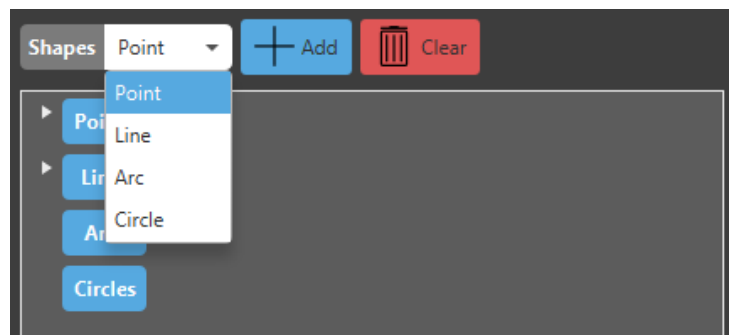 Shapes Point Add Clear
Point
Line
Arc
Circle
Circles